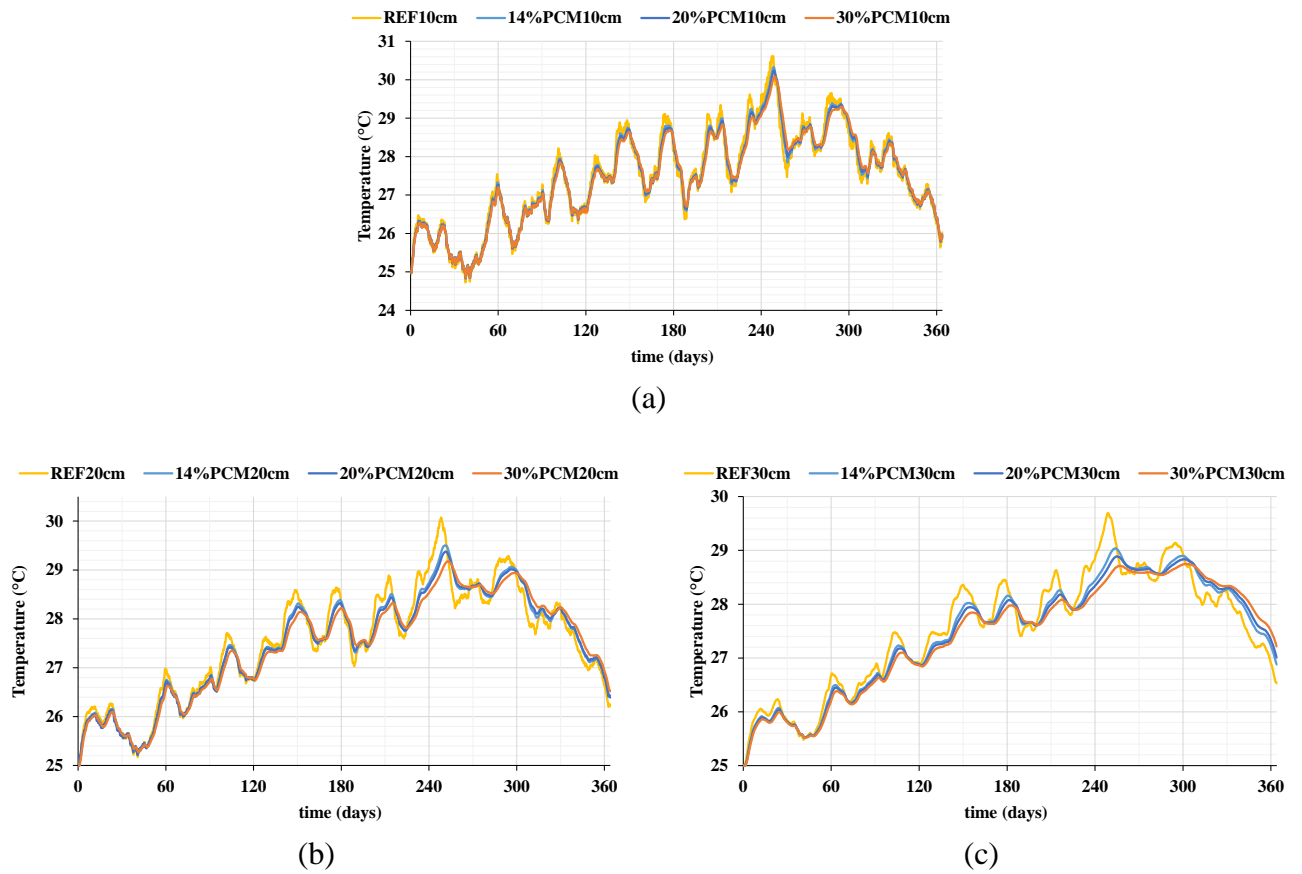 REF10cm 14%PCM10cm 20%PCM10cm 30%PCM10cm
31
30
29
28
27
26
25
24
Temperature (°C)
0 60 120 180 240 300 360
time (days)
(a)
REF20cm 14%PCM20cm 20%PCM20cm 30%PCM20cm
30
29
28
27
26
25
Temperature (°C)
0 60 120 180 240 300 360
time (days)
(b)
REF30cm 14%PCM30cm 20%PCM30cm 30%PCM30cm
30
29
28
27
26
25
Temperature (°C)
0 60 120 180 240 300 360
time (days)
(c)